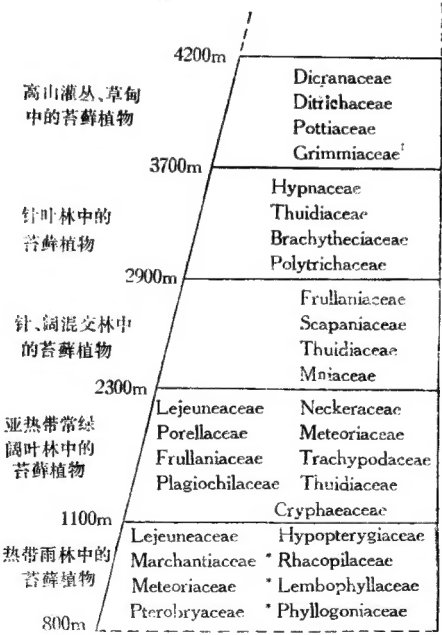 4200m
高山灌丛、草甸
中的苔藓植物
Dicranaceae
Ditrichaceae
Pottiaceae
Grimmiaceae
3700m
针叶林中的
苔藓植物
Hypnaceae
Thuidiaceae
Brachytheciaceae
Polytrichaceae
2900m
针、阔混交林中
的苔藓植物
Frullaniaceae
Scapaniaceae
Thuidiaceae
Mniaceae
2300m
亚热带常绿
阔叶林中的
苔藓植物
Lejeuneaceae Neckeraceae
Porellaceae Meteoriaceae
Frullaniaceae Trachypodaceae
Plagiochilaceae Thuidiaceae
Cryphaeaceae
1100m
热带雨林中的
苔藓植物
Lejeuneaceae Hypopterygiaceae
Marchantiaceae * Rhacopilaceae
Meteoriaceae * Lembophyllaceae
Pterobryaceae * Phyllogoniaceae
800m